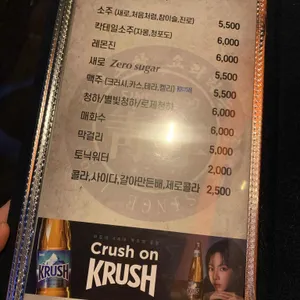 소주 (새로,처음처럼,참이슬,진로) 5,500
칵테일소주(자몽,청포도) 6,000
레몬진 6,000
새로 Zero sugar 5,500
맥주 (크러시,카스,테라,켈리) 5,500
청하/별빛청하/로제청하 6,000
매화수 6,000
막걸리 5,000
토닉워터 2,000
콜라,사이다,갈아만든배,제로콜라 2,500
Crush on
KRUSH
KRUSH